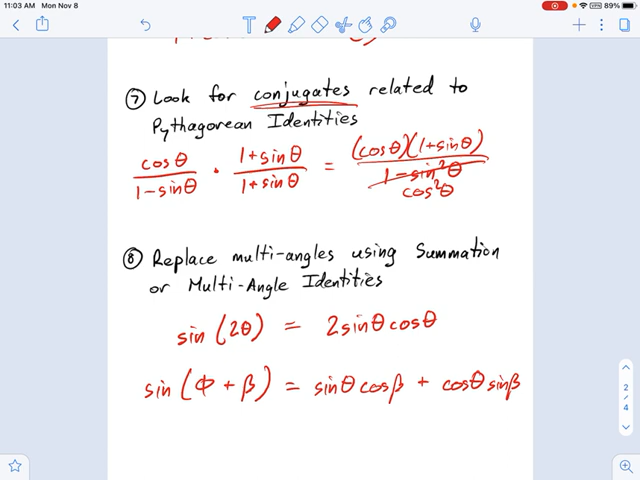 11:03 AM Mon Nov 8
VPN 89%
⑦ Look for conjugates related to
Pythagorean Identities
cosθ / (1 - sinθ) · (1 + sinθ) / (1 + sinθ) = (cosθ)(1+sinθ) / 1 - sin²θ
cos²θ
⑧ Replace multi-angles using Summation
or Multi-Angle Identities
sin (2θ) = 2sinθcosθ
sin (Φ + β) = sinθcosβ + cosθsinβ
2
/
4